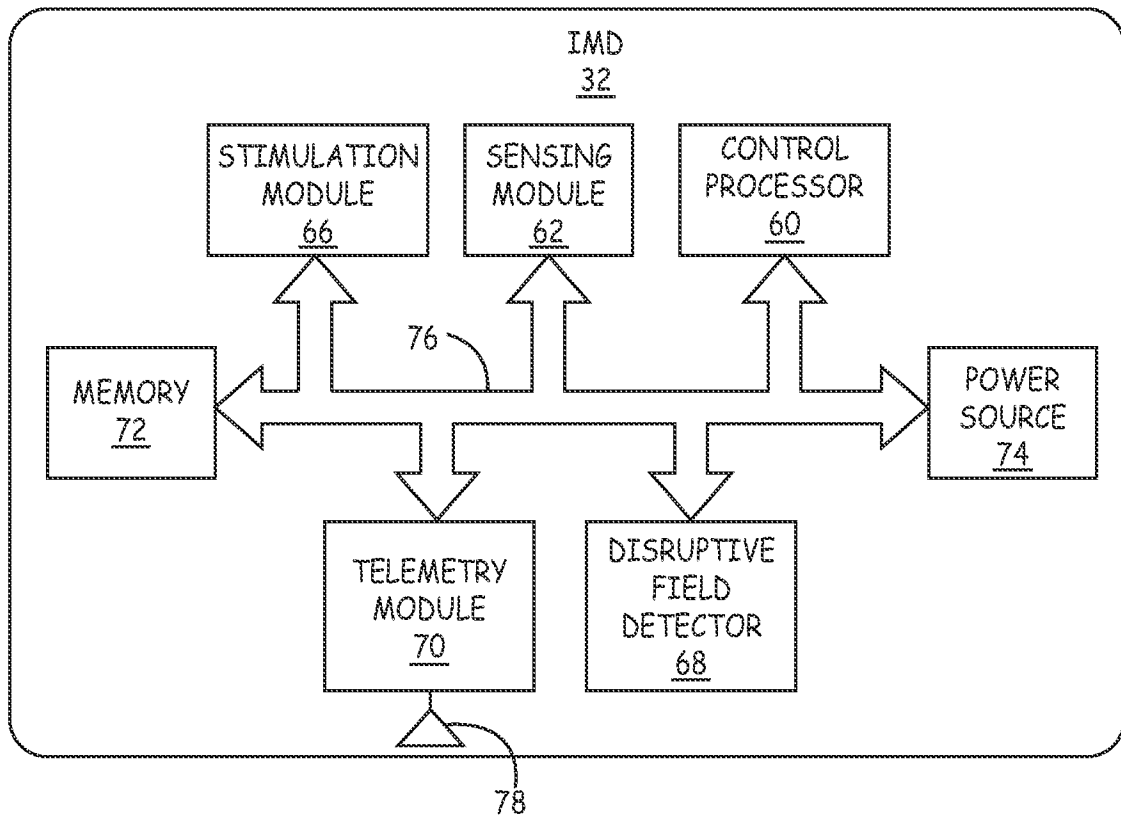 IMD
32
STIMULATION
MODULE
66
SENSING
MODULE
62
CONTROL
PROCESSOR
60
76
MEMORY
72
POWER
SOURCE
74
TELEMETRY
MODULE
70
DISRUPTIVE
FIELD
DETECTOR
68
78